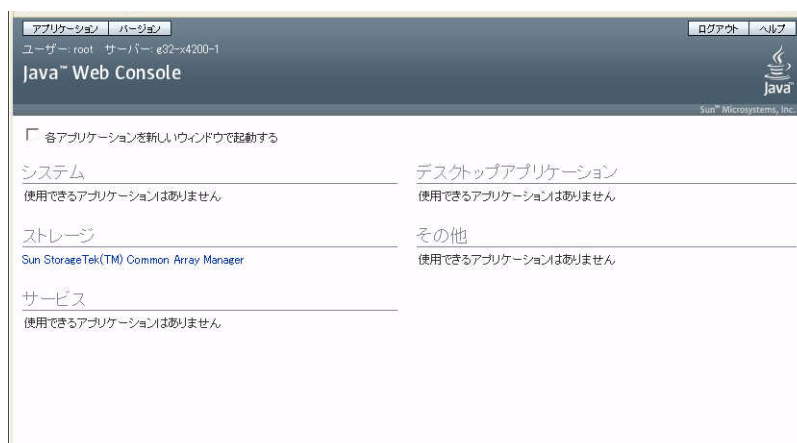 アプリケーション バージョン ログアウト ヘルプ
ユーザー: root サーバー: e32-x4200-1
Java™ Web Console
Java™
Sun™ Microsystems, Inc.
各アプリケーションを新しいウィンドウで起動する
システム
使用できるアプリケーションはありません
ストレージ
Sun StorageTek(TM) Common Array Manager
サービス
使用できるアプリケーションはありません
デスクトップアプリケーション
使用できるアプリケーションはありません
その他
使用できるアプリケーションはありません